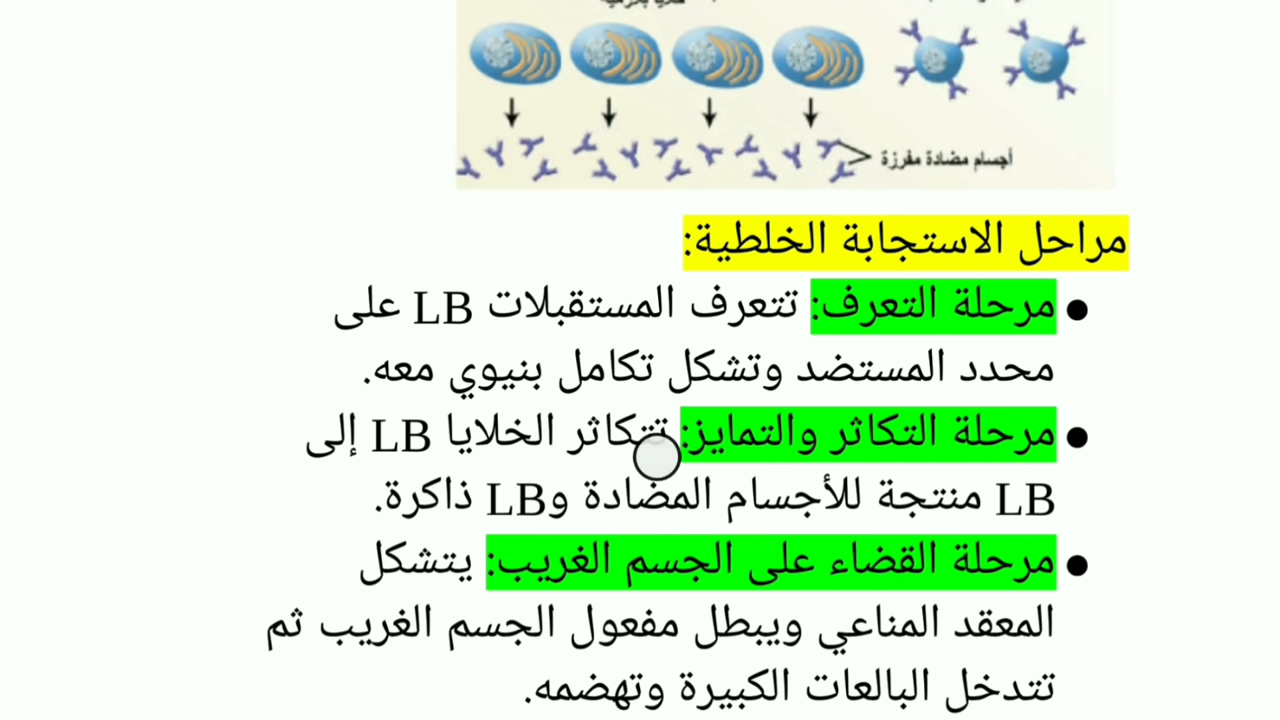 أجسام مضادة مفرزة
مراحل الاستجابة الخلطية:
● مرحلة التعرف: تتعرف المستقبلات LB على
محدد المستضد وتشكل تكامل بنيوي معه.
● مرحلة التكاثر والتمايز: تتكاثر الخلايا LB إلى
LB منتجة للأجسام المضادة وLB ذاكرة.
● مرحلة القضاء على الجسم الغريب: يتشكل
المعقد المناعي ويبطل مفعول الجسم الغريب ثم
تتدخل البالعات الكبيرة وتهضمه.